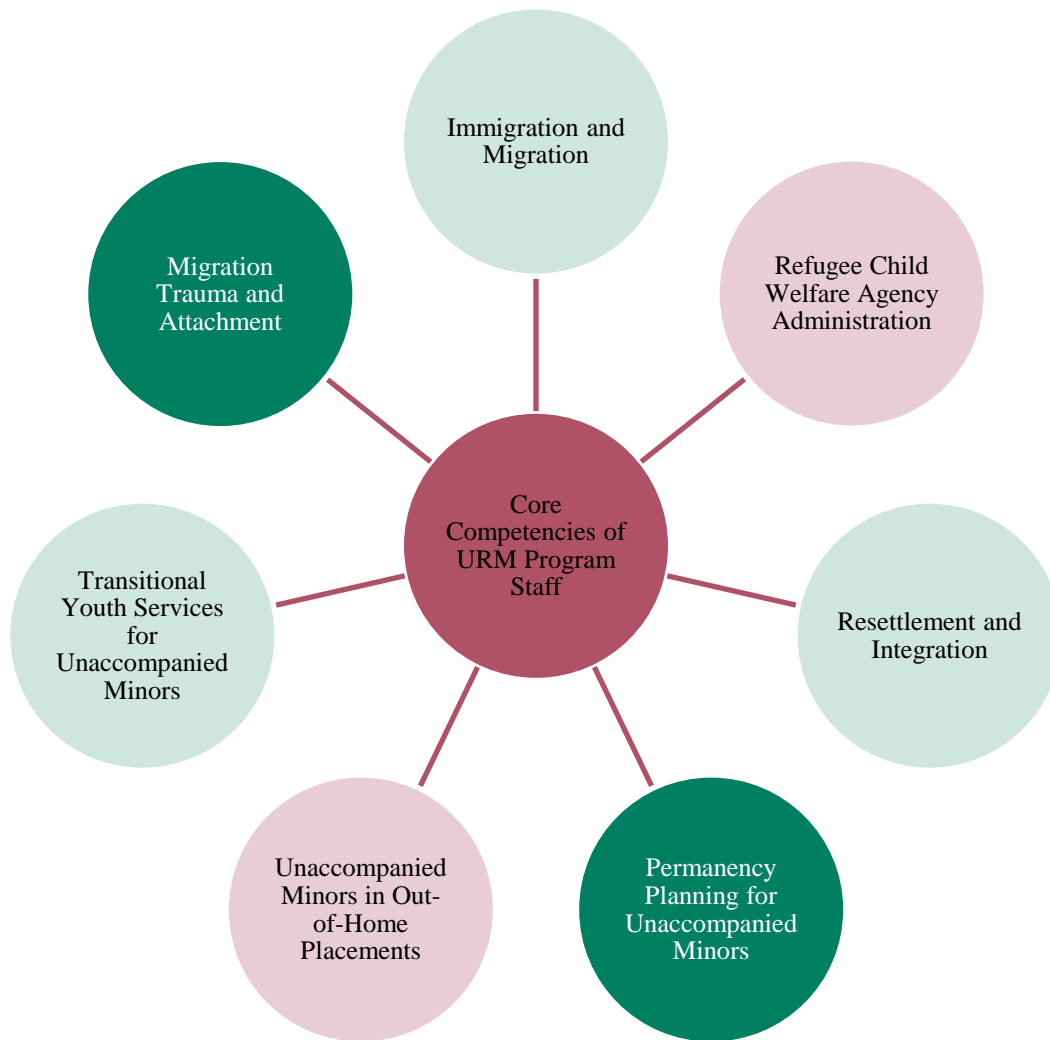 Immigration and
Migration
Refugee Child
Welfare Agency
Administration
Resettlement and
Integration
Permanency
Planning for
Unaccompanied
Minors
Unaccompanied
Minors in Out-
of-Home
Placements
Transitional
Youth Services
for
Unaccompanied
Minors
Migration
Trauma and
Attachment
Core
Competencies of
URM Program
Staff